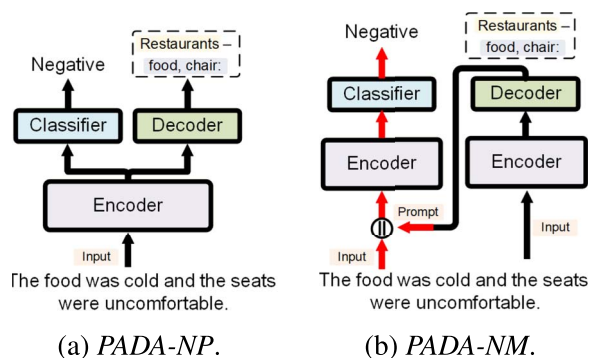 Negative
Restaurants –
food, chair:
Classifier
Decoder
Encoder
Input
The food was cold and the seats
were uncomfortable.
(a) PADA-NP.
Negative
Restaurants –
food, chair:
Classifier
Decoder
Encoder
Encoder
Prompt
Input
Input
The food was cold and the seats
were uncomfortable.
(b) PADA-NM.